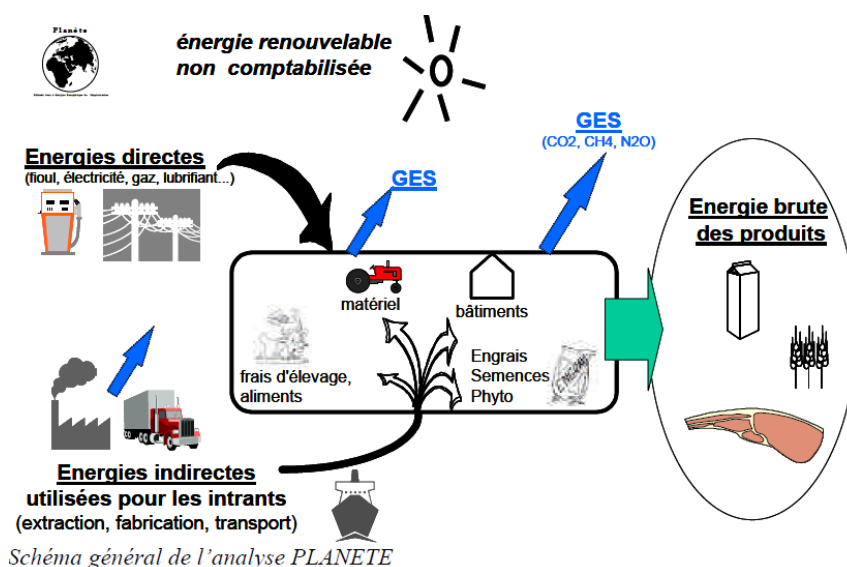 Planète
énergie renouvelable
non comptabilisée
GES
(CO2, CH4, N2O)
Energies directes
(fioul, électricité, gaz, lubrifiant...)
GES
Energie brute
des produits
matériel
bâtiments
frais d'élevage,
aliments
Engrais
Semences
Phyto
Energies indirectes
utilisées pour les intrants
(extraction, fabrication, transport)
Schéma général de l'analyse PLANETE